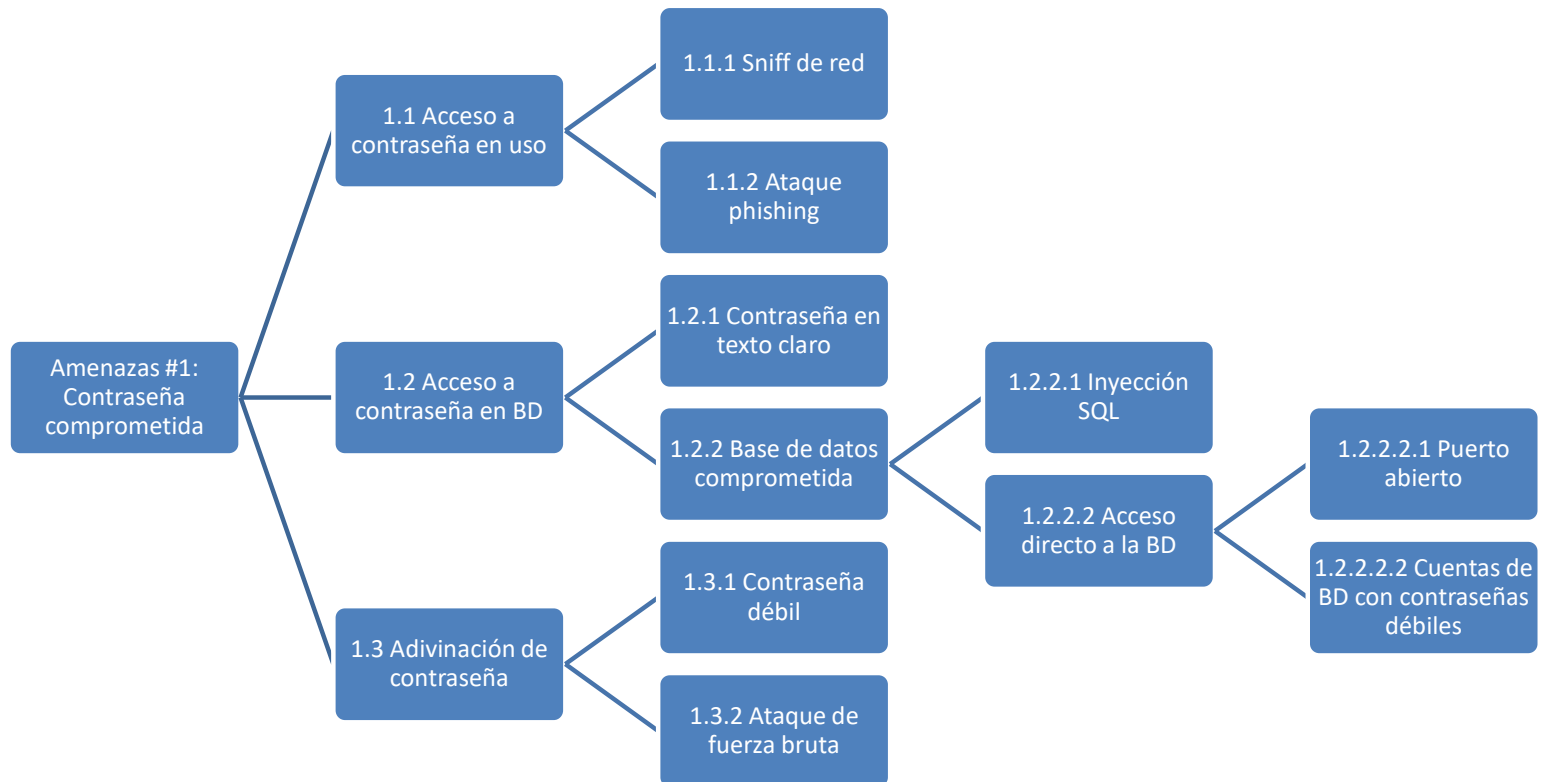 1.1.1 Sniff de red
1.1 Acceso a
contraseña en uso
1.1.2 Ataque
phishing
1.2.1 Contraseña en
texto claro
Amenazas #1:
Contraseña
comprometida
1.2 Acceso a
contraseña en BD
1.2.2.1 Inyección
SQL
1.2.2 Base de datos
comprometida
1.2.2.2.1 Puerto
abierto
1.2.2.2 Acceso
directo a la BD
1.2.2.2.2 Cuentas de
BD con contraseñas
débiles
1.3.1 Contraseña
débil
1.3 Adivinación de
contraseña
1.3.2 Ataque de
fuerza bruta